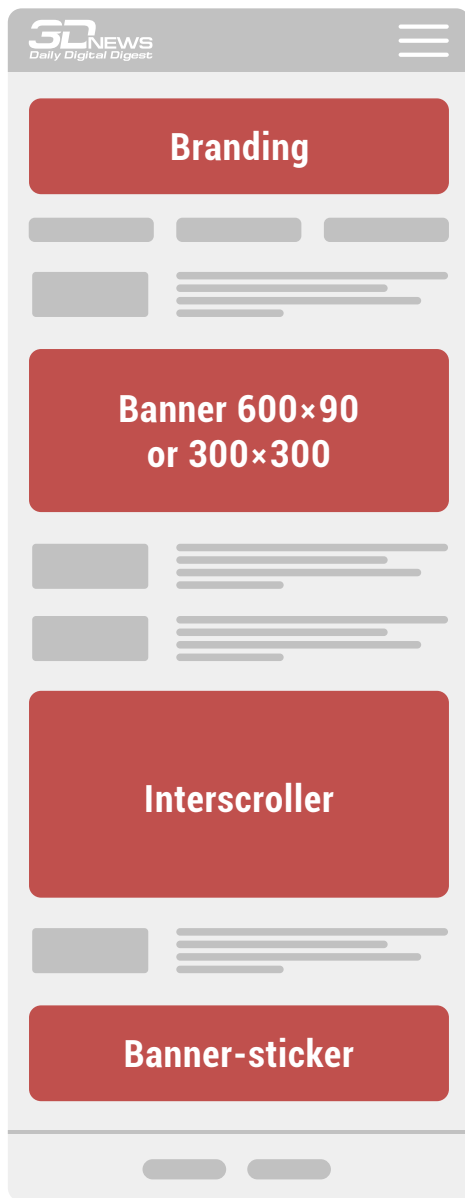 3DNEWS
Daily Digital Digest
Branding
Banner 600×90
or 300×300
Interscroller
Banner-sticker